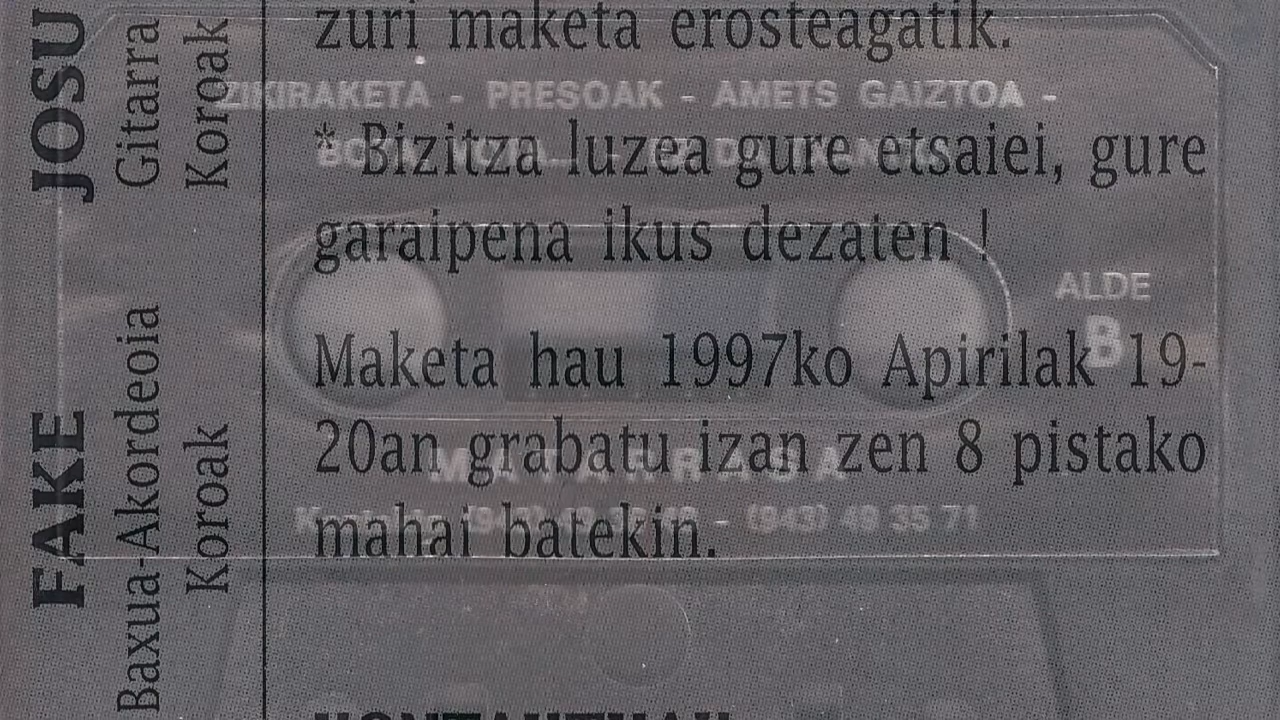 JOSU
Gitarra
Koroak
FAKE
Baxua-Akordeoia
Koroak
zuri maketa erosteagatik.
* Bizitza luzea gure etsaiei, gure
garaipena ikus dezaten !
Maketa hau 1997ko Apirilak 19-
20an grabatu izan zen 8 pistako
mahai batekin.
ZIKIRAKETA - PRESOAK - AMETS GAIZTOA -
ALDE
B
MATARRASA
(943) 49 35 71